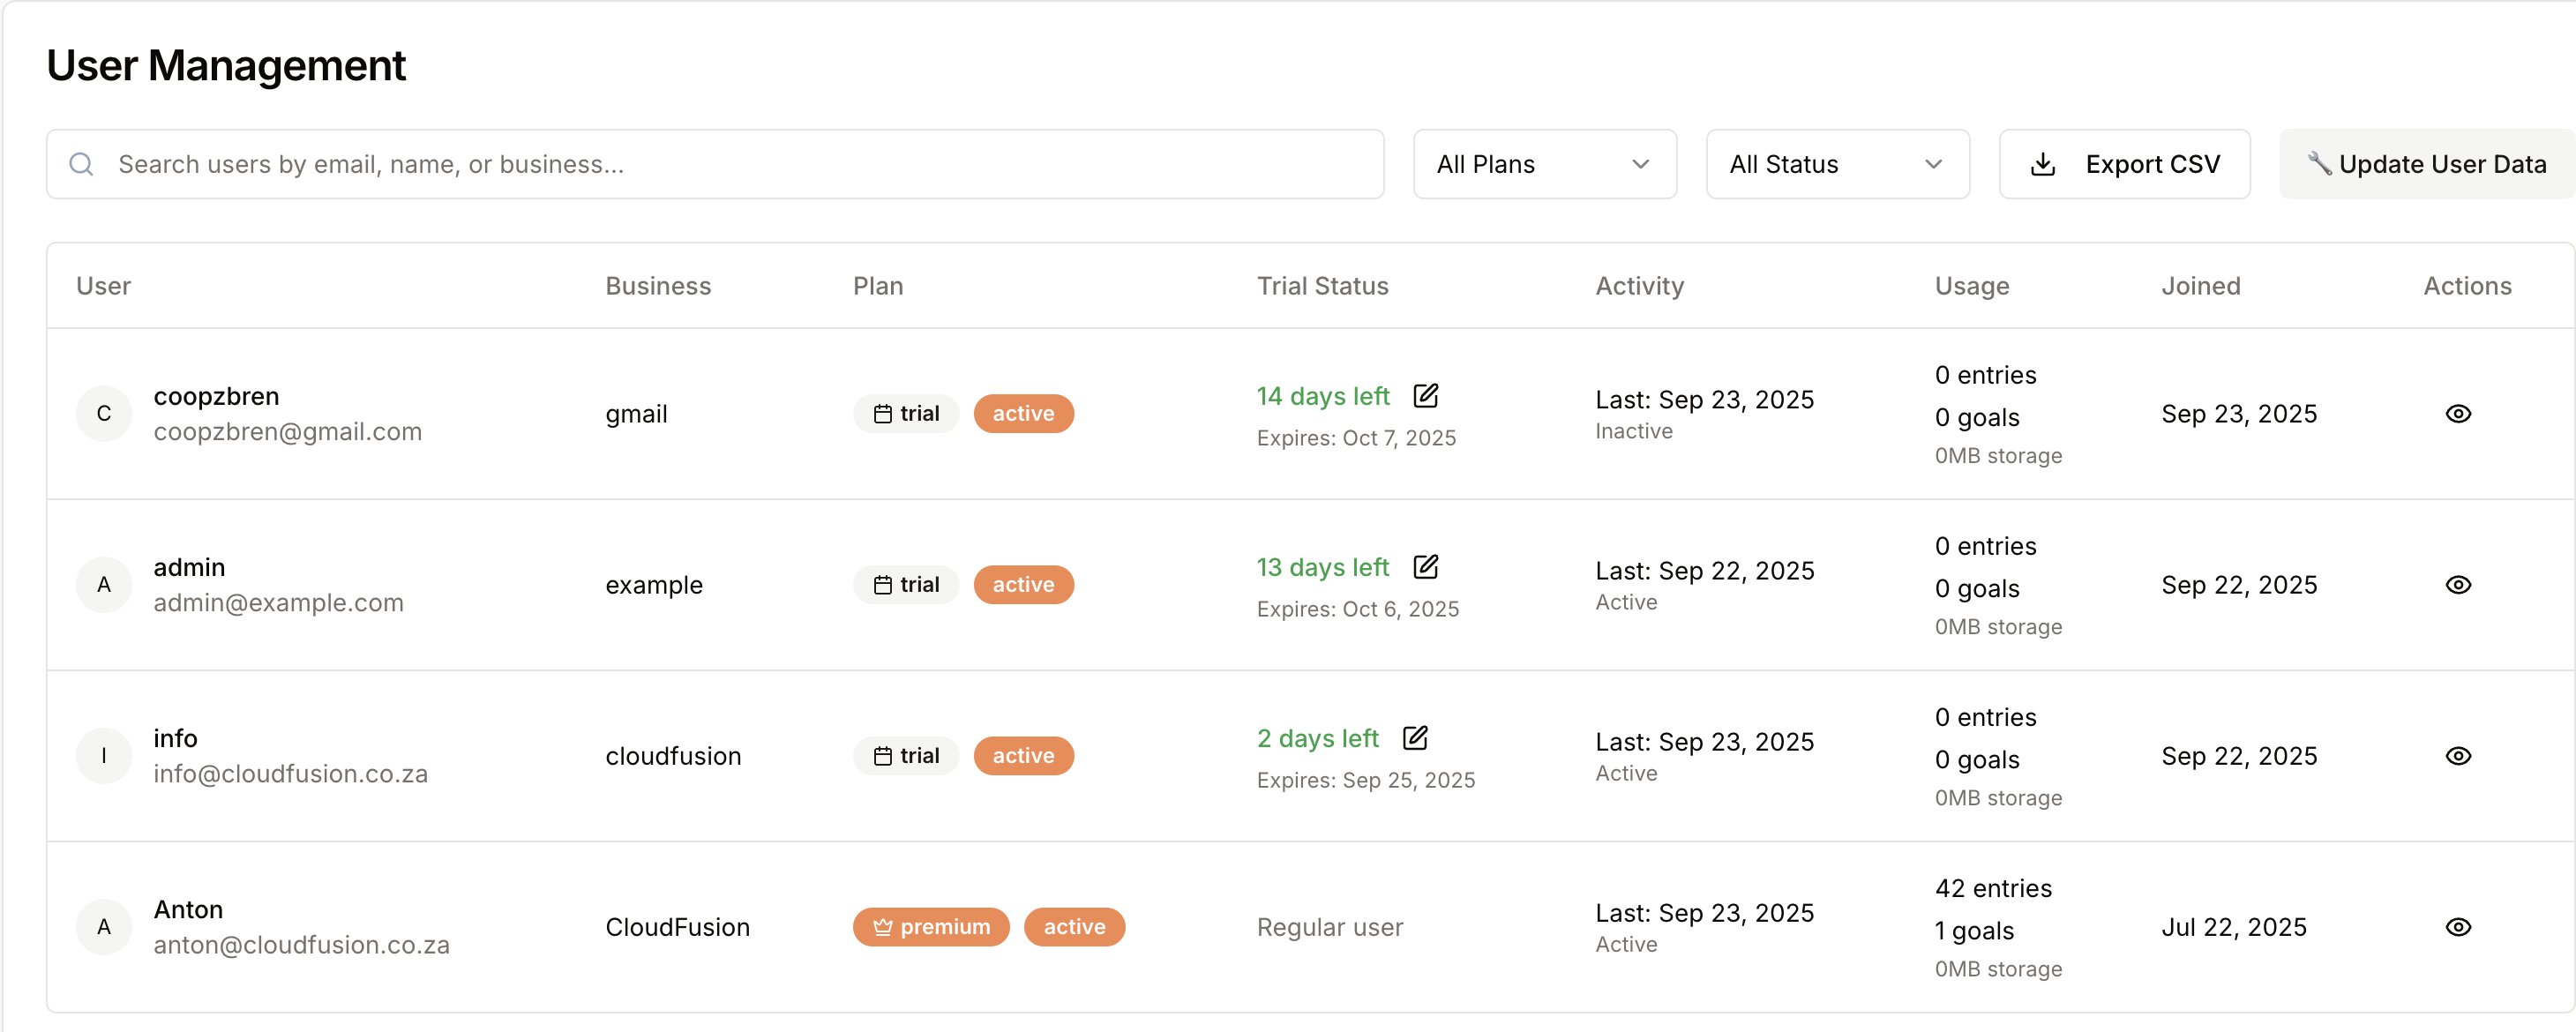 User Management
Search users by email, name, or business...
All Plans
All Status
Export CSV
Update User Data
User Business Plan Trial Status Activity Usage Joined Actions
C
coopzbren
coopzbren@gmail.com
gmail
trial
active
14 days left
Expires: Oct 7, 2025
Last: Sep 23, 2025
Inactive
0 entries
0 goals
0MB storage
Sep 23, 2025
A
admin
admin@example.com
example
trial
active
13 days left
Expires: Oct 6, 2025
Last: Sep 22, 2025
Active
0 entries
0 goals
0MB storage
Sep 22, 2025
I
info
info@cloudfusion.co.za
cloudfusion
trial
active
2 days left
Expires: Sep 25, 2025
Last: Sep 23, 2025
Active
0 entries
0 goals
0MB storage
Sep 22, 2025
A
Anton
anton@cloudfusion.co.za
CloudFusion
premium
active
Regular user
Last: Sep 23, 2025
Active
42 entries
1 goals
0MB storage
Jul 22, 2025